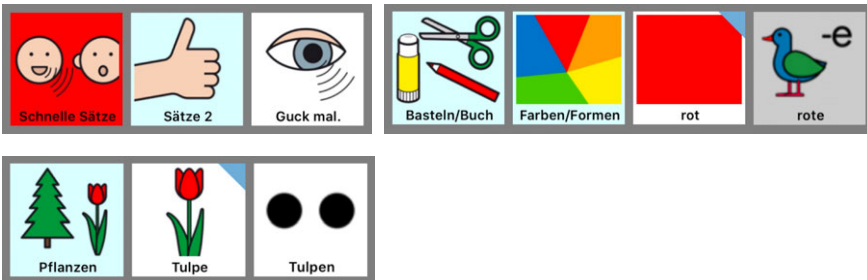 Schnelle Sätze Sätze 2 Guck mal.
Basteln/Buch Farben/Formen rot -e rote
Pflanzen Tulpe Tulpen